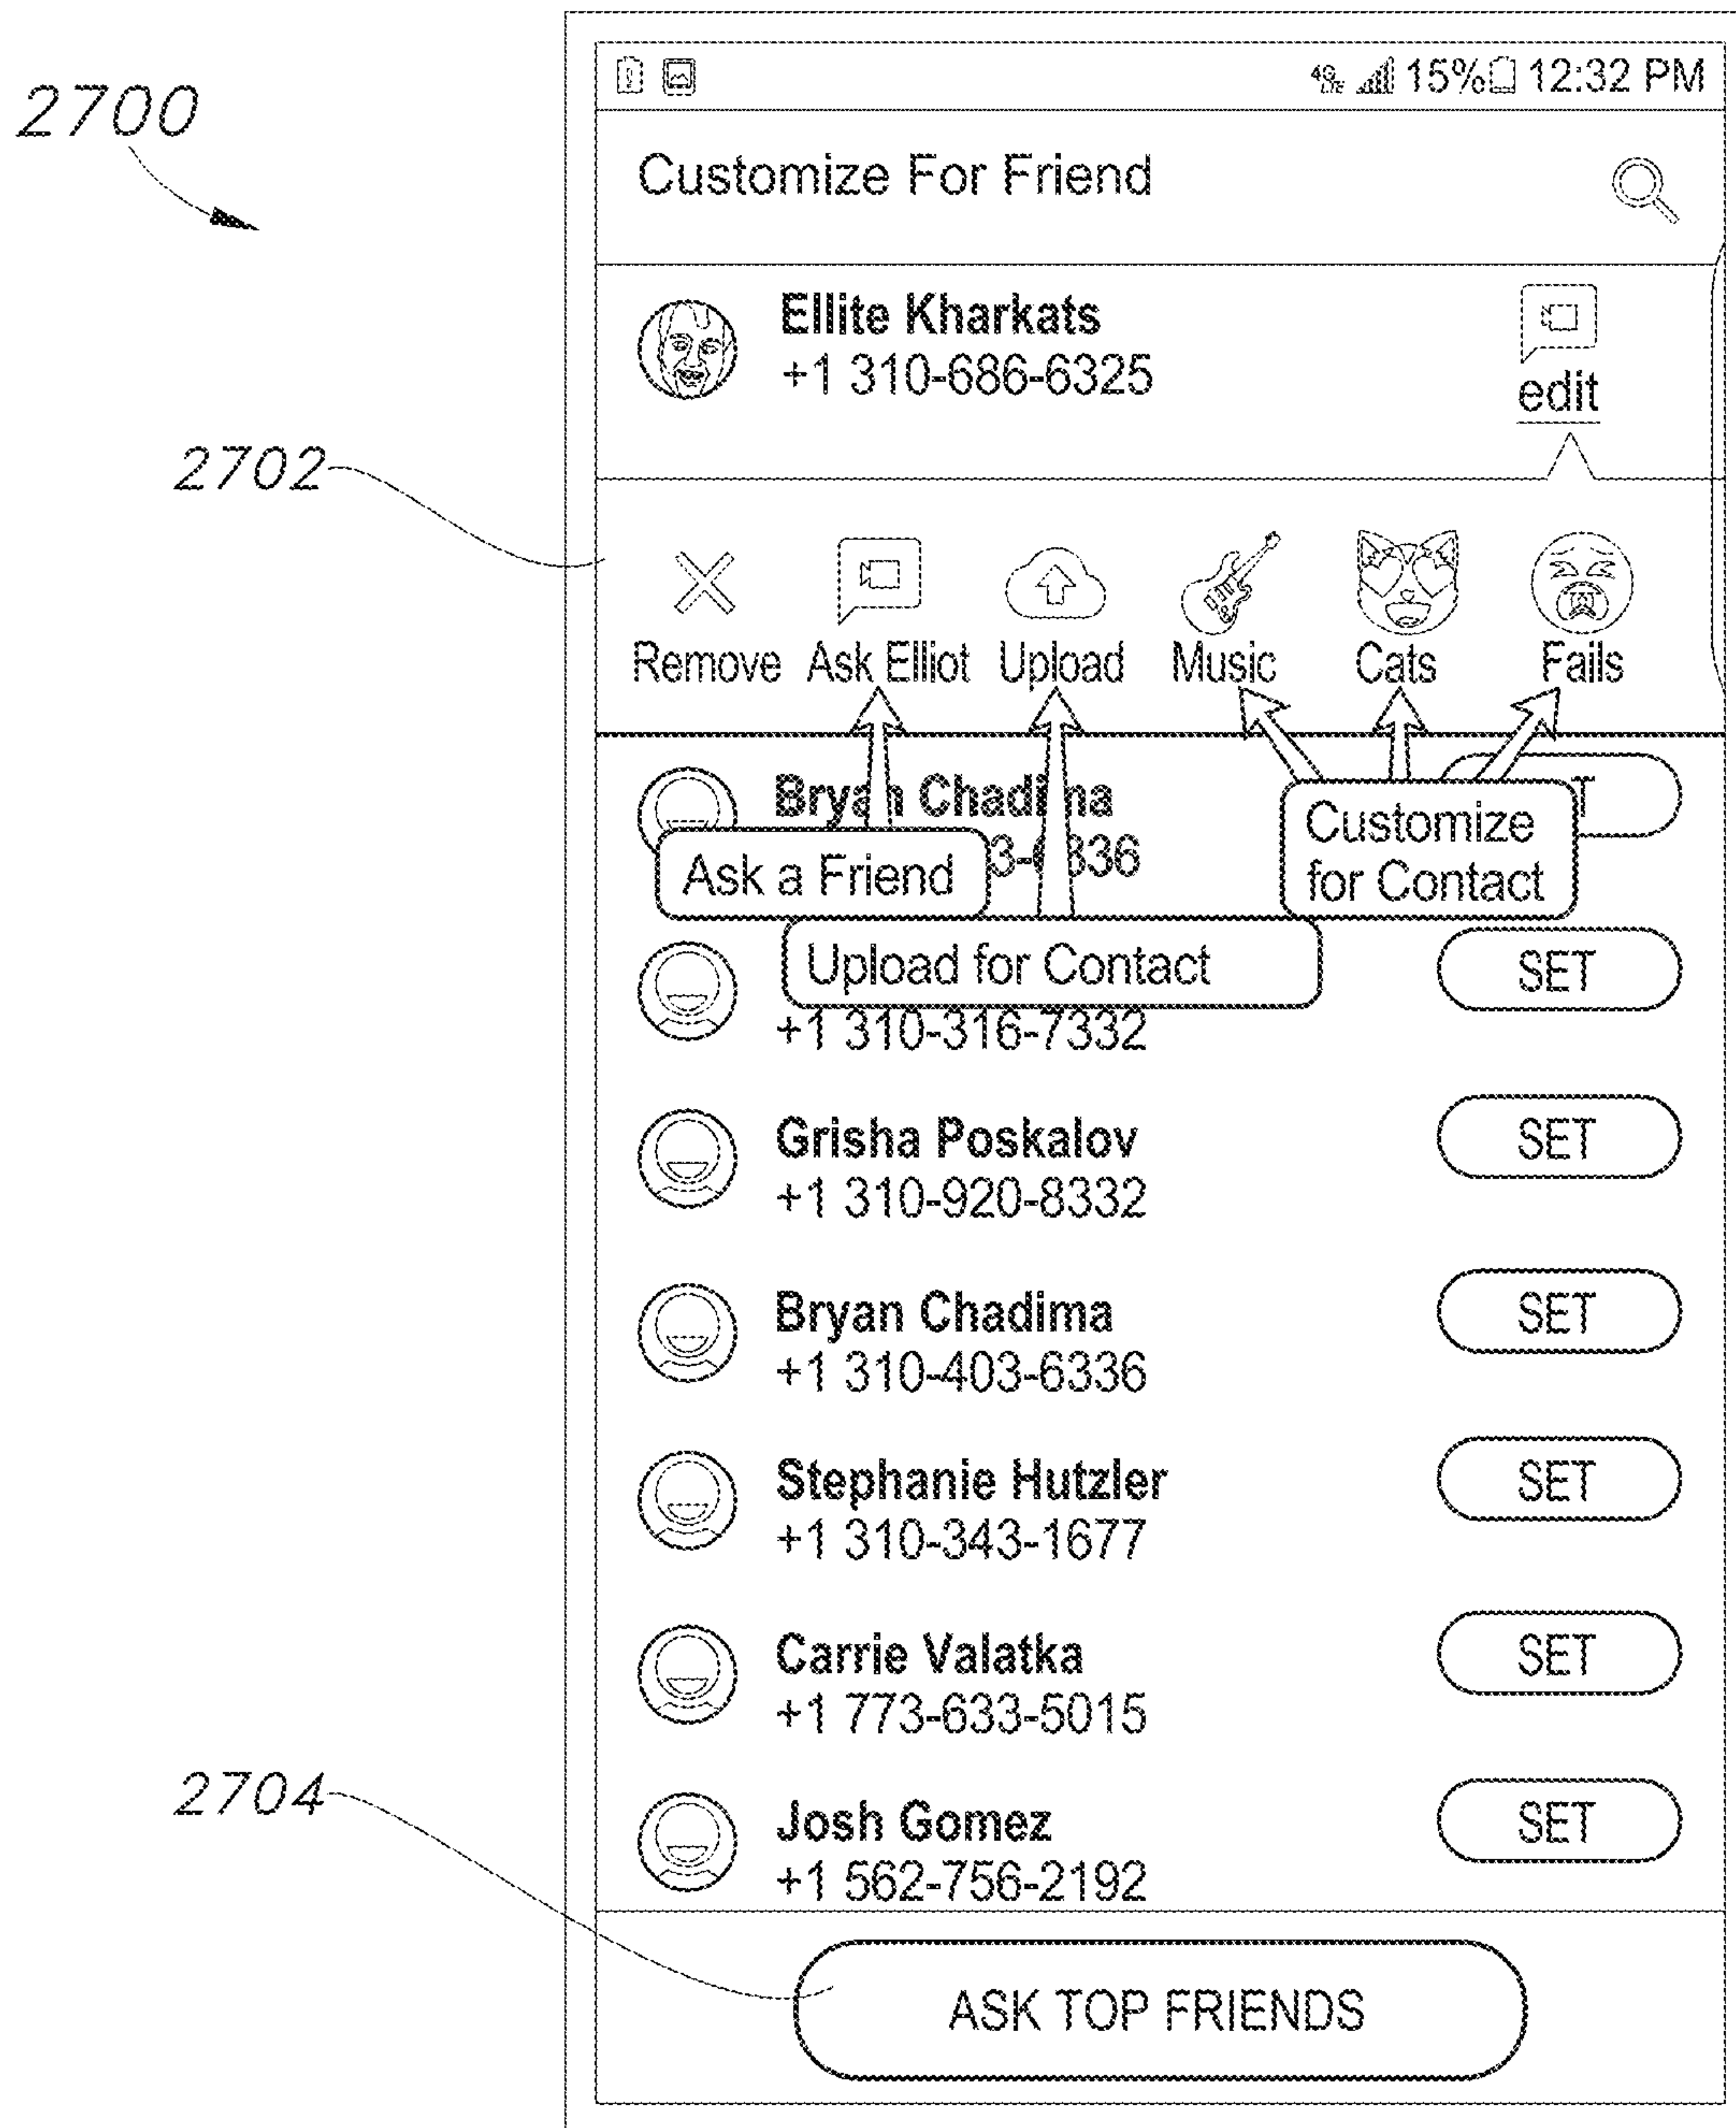 2700
15% 12:32 PM
Customize For Friend
Ellite Kharkats
+1 310-686-6325
edit
2702
Remove Ask Elliot Upload Music Cats Fails
Bryan Chadima
Customize
for Contact
Ask a Friend
Upload for Contact
SET
+1 310-316-7332
Grisha Poskalov
SET
+1 310-920-8332
Bryan Chadima
SET
+1 310-403-6336
Stephanie Hutzler
SET
+1 310-343-1677
Carrie Valatka
SET
+1 773-633-5015
2704
Josh Gomez
SET
+1 562-756-2192
ASK TOP FRIENDS